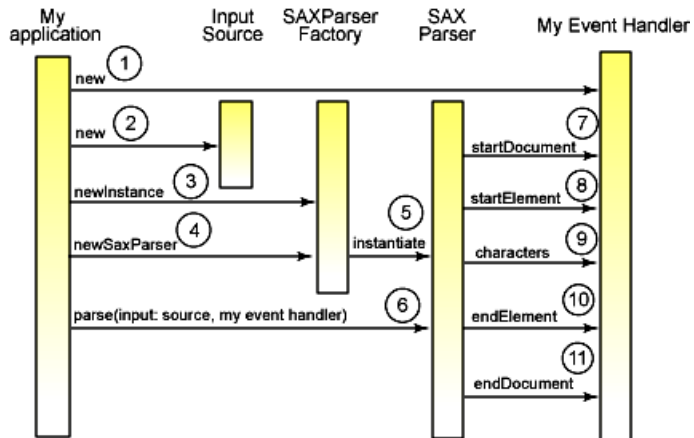 My
application
Input
Source
SAXParser
Factory
SAX
Parser
My Event Handler
new
1
new
2
newInstance
3
newSaxParser
4
instantiate
5
parse(input: source, my event handler)
6
startDocument
7
startElement
8
characters
9
endElement
10
endDocument
11